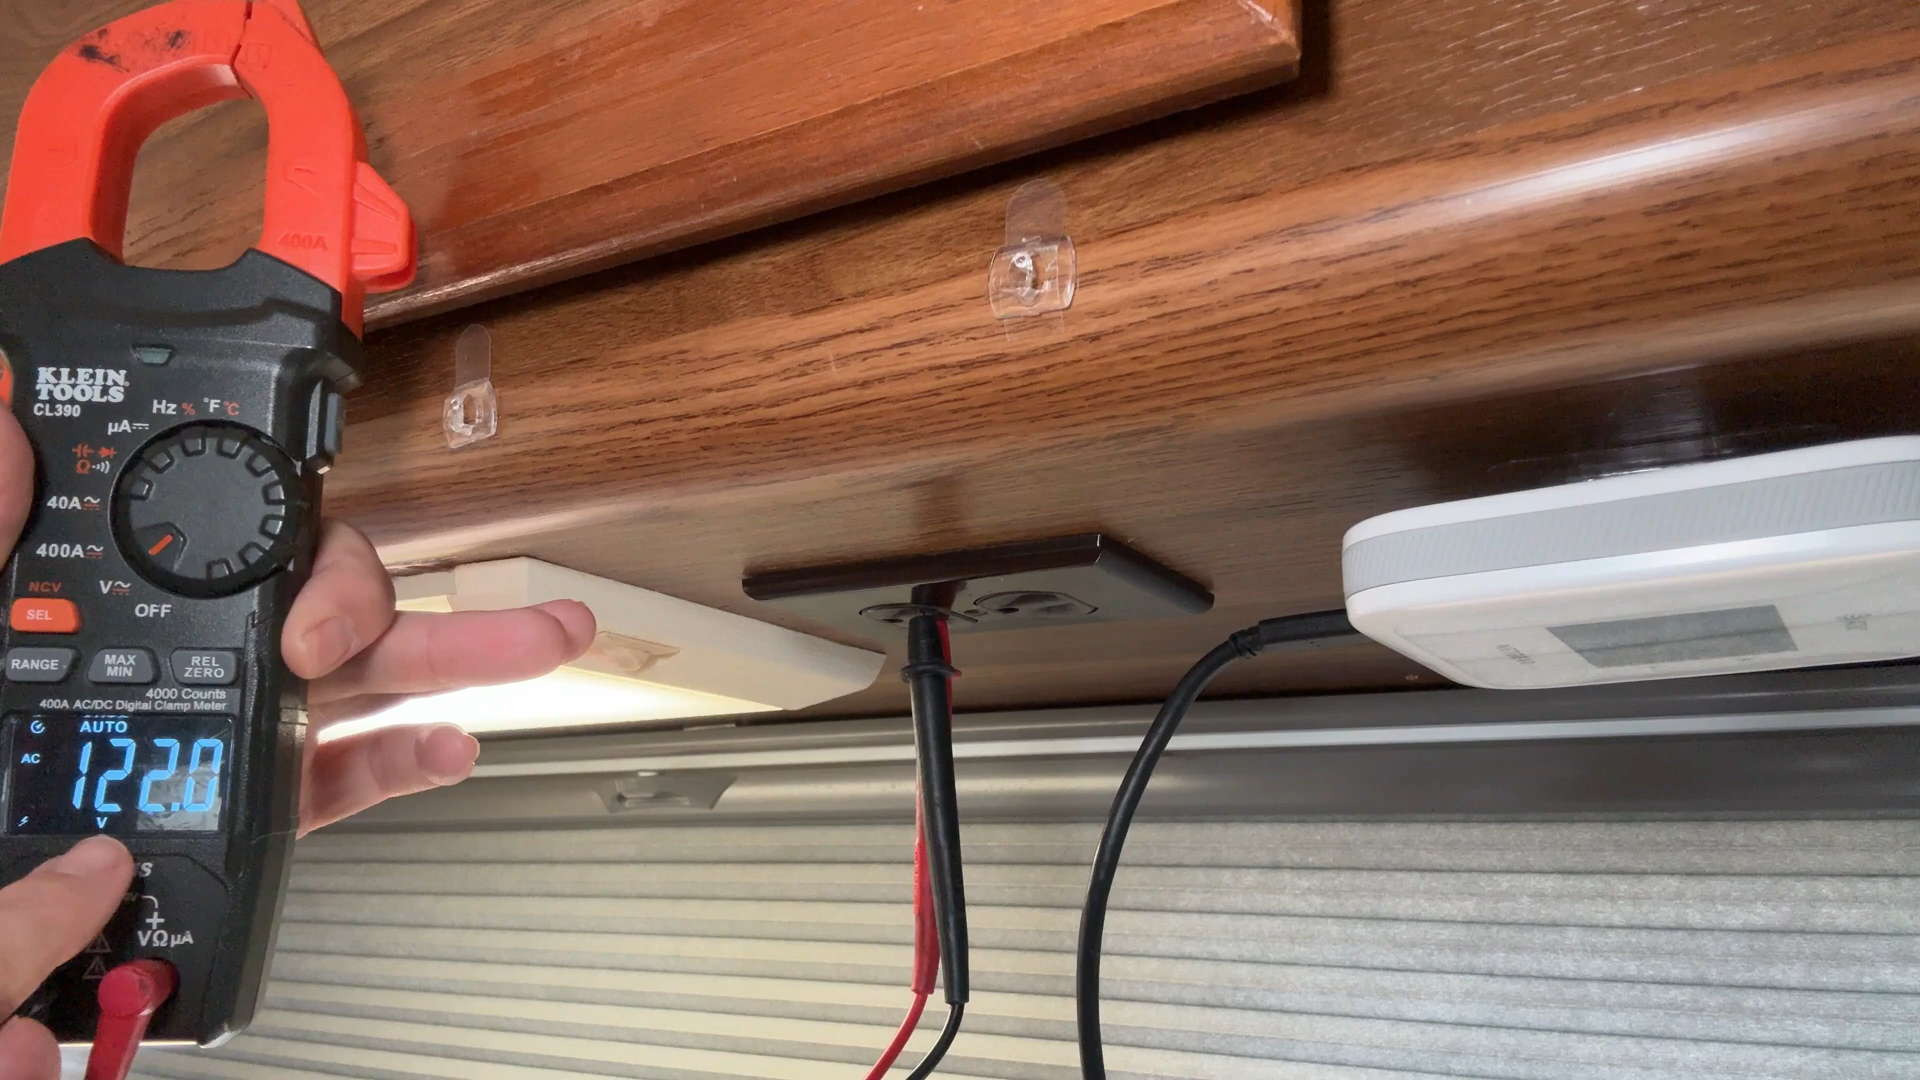 400A
KLEIN
TOOLS
CL390
Hz % °F °C
µA
Ω
40A
400A
NCV
V
OFF
SEL
RANGE
MAX
MIN
REL
ZERO
4000 Counts
400A AC/DC Digital Clamp Meter
AUTO
AC
122.0
V
+
VΩµA